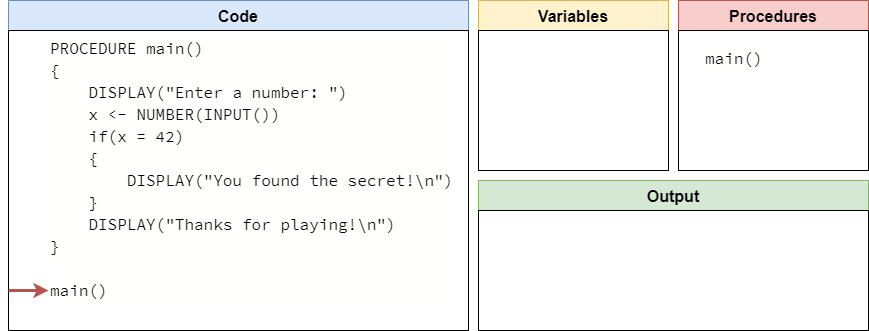 Code
PROCEDURE main()
{
    DISPLAY("Enter a number: ")
    x <- NUMBER(INPUT())
    if(x = 42)
    {
        DISPLAY("You found the secret!\n")
    }
    DISPLAY("Thanks for playing!\n")
}
main()
Variables
Procedures
main()
Output